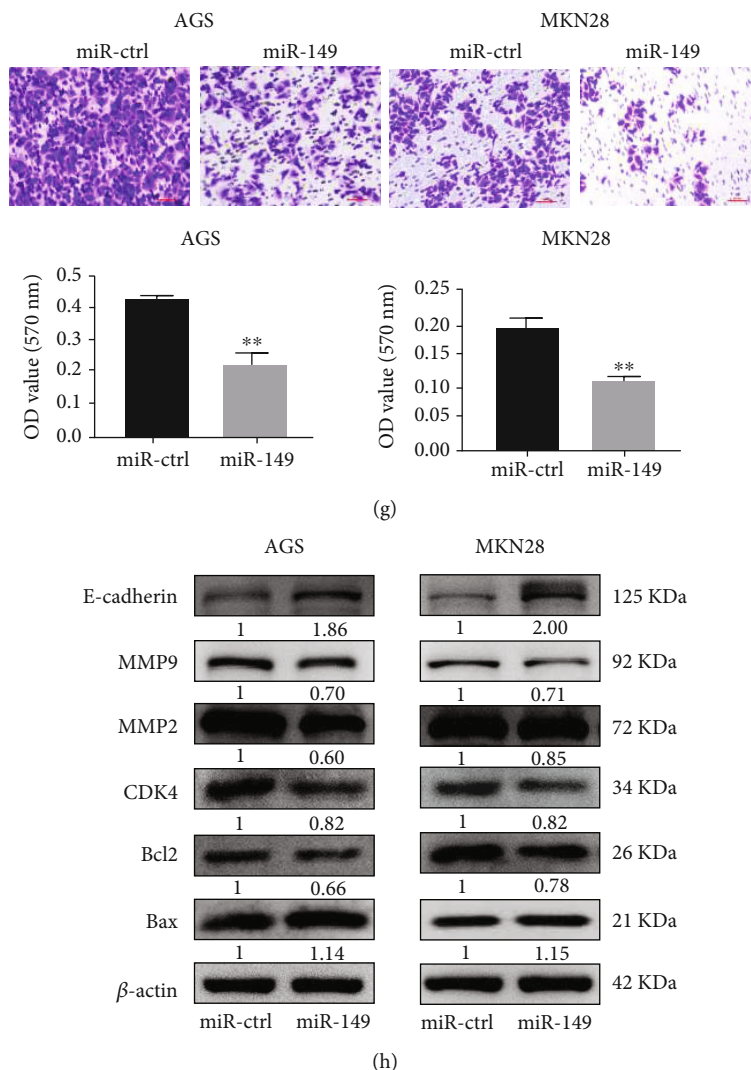 AGS MKN28
miR-ctrl miR-149 miR-ctrl miR-149
AGS MKN28
OD value (570 nm)
0.5
0.4
0.3
0.2
0.2
0.0
**
miR-ctrl miR-149
OD value (570 nm)
0.25
0.20
0.15
0.10
0.05
0.00
**
miR-ctrl miR-149
(g)
AGS MKN28
E-cadherin 125 KDa
1 1.86 1 2.00
MMP9 92 KDa
1 0.70 1 0.71
MMP2 72 KDa
1 0.60 1 0.85
CDK4 34 KDa
1 0.82 1 0.82
Bcl2 26 KDa
1 0.66 1 0.78
Bax 21 KDa
1 1.14 1 1.15
β-actin 42 KDa
miR-ctrl miR-149 miR-ctrl miR-149
(h)